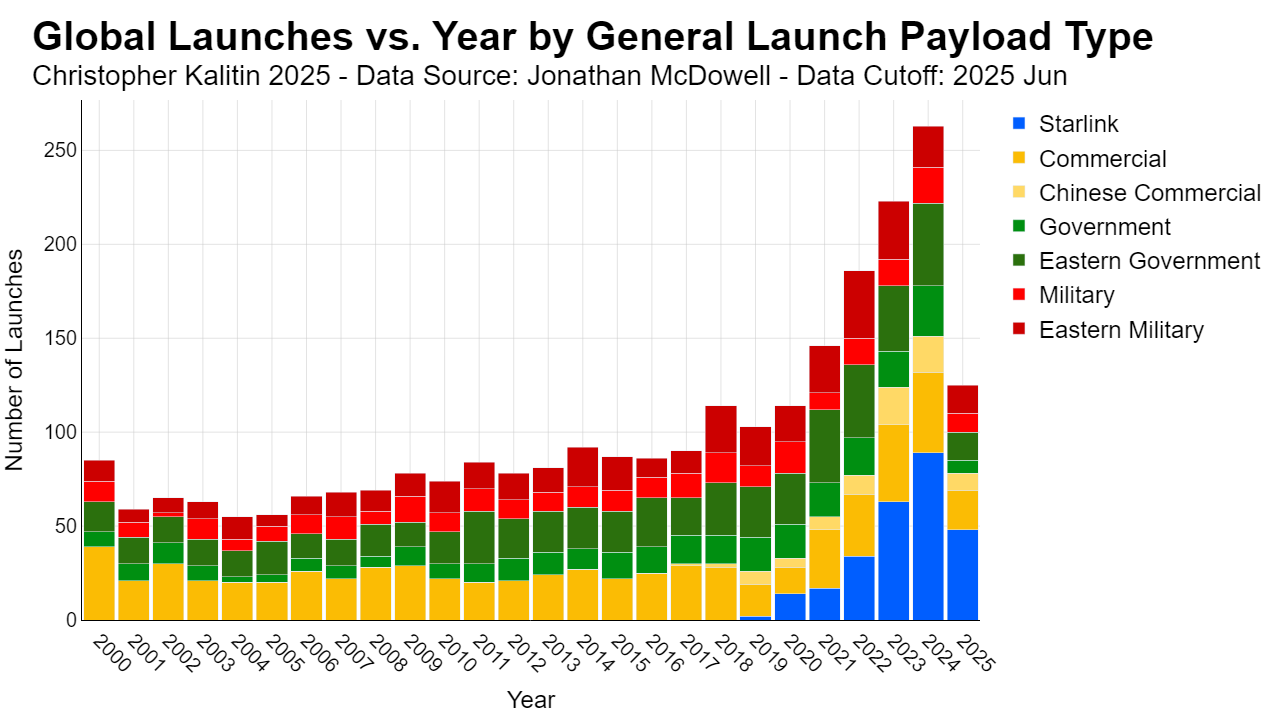 Global Launches vs. Year by General Launch Payload Type
Christopher Kalitin 2025 - Data Source: Jonathan McDowell - Data Cutoff: 2025 Jun
Number of Launches
250
200
150
100
50
0
2000
2001
2002
2003
2004
2005
2006
2007
2008
2009
2010
2011
2012
2013
2014
2015
2016
2017
2018
2019
2020
2021
2022
2023
2024
2025
Year
Starlink
Commercial
Chinese Commercial
Government
Eastern Government
Military
Eastern Military